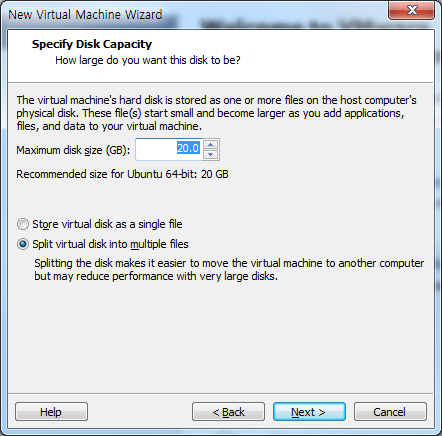 New Virtual Machine Wizard
Specify Disk Capacity
How large do you want this disk to be?
The virtual machine's hard disk is stored as one or more files on the host computer's
physical disk. These file(s) start small and become larger as you add applications,
files, and data to your virtual machine.
Maximum disk size (GB): 20.0
Recommended size for Ubuntu 64-bit: 20 GB
Store virtual disk as a single file
Split virtual disk into multiple files
Splitting the disk makes it easier to move the virtual machine to another computer
but may reduce performance with very large disks.
Help < Back Next > Cancel